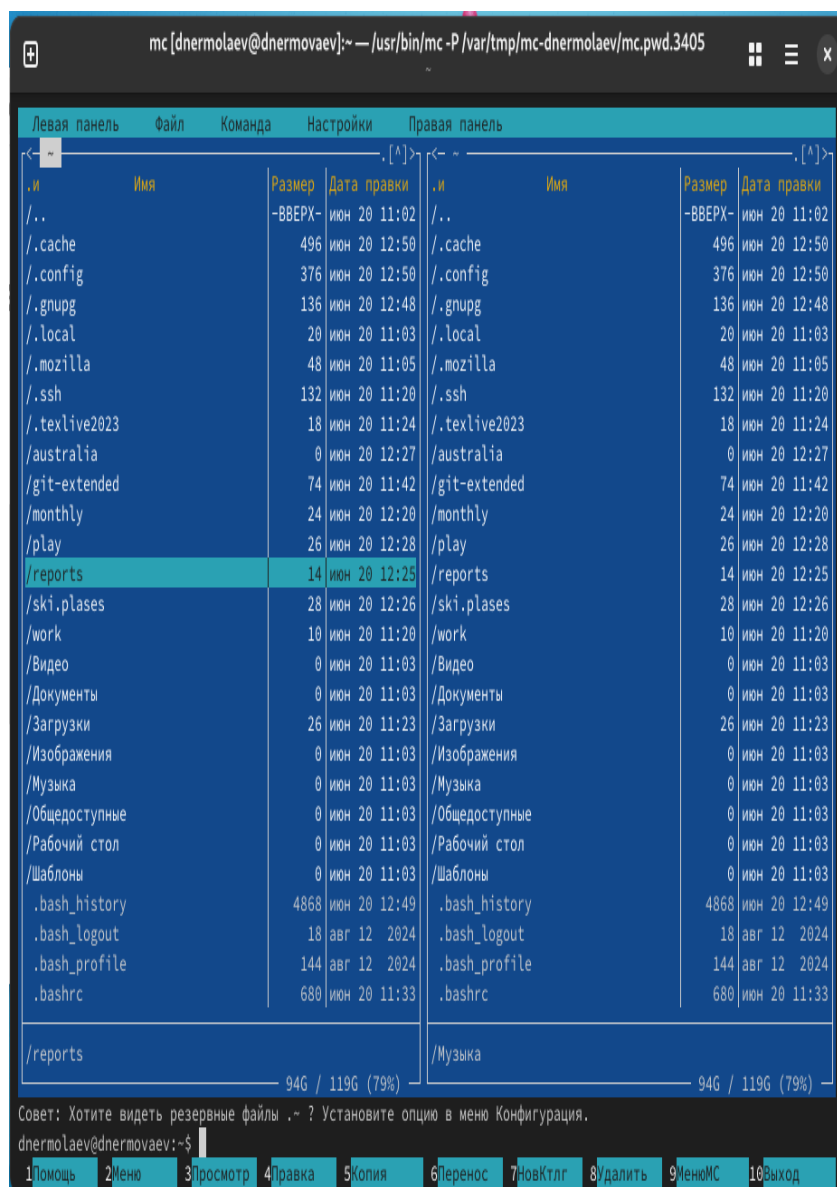 mc [dnermolaev@dnermovaev]:~ — /usr/bin/mc -P /var/tmp/mc-dnermolaev/mc.pwd.3405
~
Левая панель Файл Команда Настройки Правая панель
<- ~ .[^]> <- ~ .[^]>
.и Имя Размер Дата правки .и Имя Размер Дата правки
/.. -ВВЕРХ- июн 20 11:02 /.. -ВВЕРХ- июн 20 11:02
/.cache 496 июн 20 12:50 /.cache 496 июн 20 12:50
/.config 376 июн 20 12:50 /.config 376 июн 20 12:50
/.gnupg 136 июн 20 12:48 /.gnupg 136 июн 20 12:48
/.local 20 июн 20 11:03 /.local 20 июн 20 11:03
/.mozilla 48 июн 20 11:05 /.mozilla 48 июн 20 11:05
/.ssh 132 июн 20 11:20 /.ssh 132 июн 20 11:20
/.texlive2023 18 июн 20 11:24 /.texlive2023 18 июн 20 11:24
/australia 0 июн 20 12:27 /australia 0 июн 20 12:27
/git-extended 74 июн 20 11:42 /git-extended 74 июн 20 11:42
/monthly 24 июн 20 12:20 /monthly 24 июн 20 12:20
/play 26 июн 20 12:28 /play 26 июн 20 12:28
/reports 14 июн 20 12:25 /reports 14 июн 20 12:25
/ski.plases 28 июн 20 12:26 /ski.plases 28 июн 20 12:26
/work 10 июн 20 11:20 /work 10 июн 20 11:20
/Видео 0 июн 20 11:03 /Видео 0 июн 20 11:03
/Документы 0 июн 20 11:03 /Документы 0 июн 20 11:03
/Загрузки 26 июн 20 11:23 /Загрузки 26 июн 20 11:23
/Изображения 0 июн 20 11:03 /Изображения 0 июн 20 11:03
/Музыка 0 июн 20 11:03 /Музыка 0 июн 20 11:03
/Общедоступные 0 июн 20 11:03 /Общедоступные 0 июн 20 11:03
/Рабочий стол 0 июн 20 11:03 /Рабочий стол 0 июн 20 11:03
/Шаблоны 0 июн 20 11:03 /Шаблоны 0 июн 20 11:03
.bash_history 4868 июн 20 12:49 .bash_history 4868 июн 20 12:49
.bash_logout 18 авг 12 2024 .bash_logout 18 авг 12 2024
.bash_profile 144 авг 12 2024 .bash_profile 144 авг 12 2024
.bashrc 680 июн 20 11:33 .bashrc 680 июн 20 11:33
/reports /Музыка
94G / 119G (79%) 94G / 119G (79%)
Совет: Хотите видеть резервные файлы .~ ? Установите опцию в меню Конфигурация.
dnermolaev@dnermovaev:~$
1Помощь 2Меню 3Просмотр 4Правка 5Копия 6Перенос 7НовКтлг 8Удалить 9МенюМС 10Выход